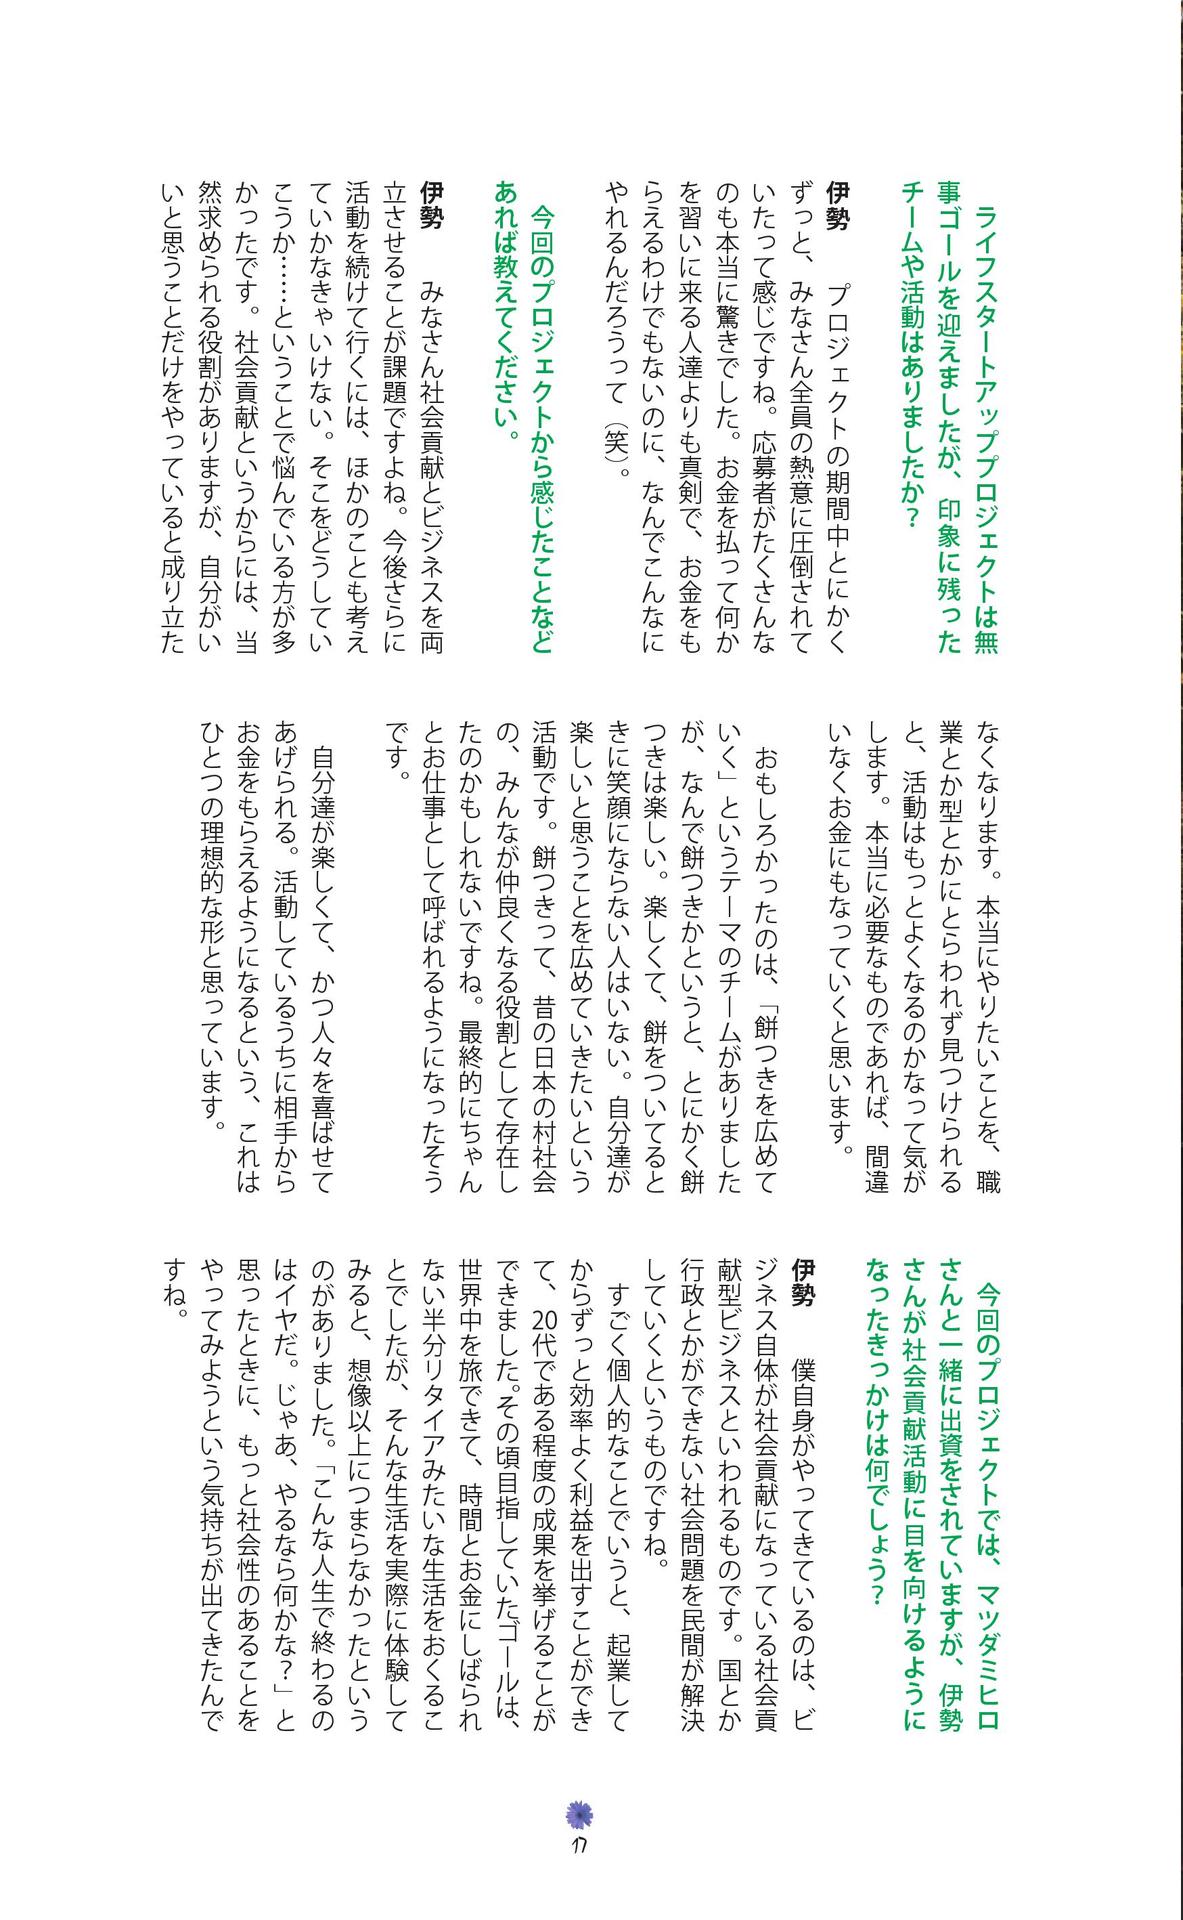 ライフスタートアッププロジェクトは無
事ゴールを迎えましたが、印象に残った
チームや活動はありましたか？
伊勢　プロジェクトの期間中とにかく
ずっと、みなさん全員の熱意に圧倒されて
いたって感じですね。応募者がたくさんな
のも本当に驚きでした。お金を払って何か
を習いに来る人達よりも真剣で、お金をも
らえるわけでもないのに、なんでこんなに
やれるんだろうって（笑）。
今回のプロジェクトから感じたことなど
あれば教えてください。
伊勢　みなさん社会貢献とビジネスを両
立させることが課題ですよね。今後さらに
活動を続けて行くには、ほかのことも考え
ていかなきゃいけない。そこをどうしてい
こうか……ということで悩んでいる方が多
かったです。社会貢献というからには、当
然求められる役割がありますが、自分がい
いと思うことだけをやっていると成り立た
なくなります。本当にやりたいことを、職
業とか型とかにとらわれず見つけられる
と、活動はもっとよくなるのかなって気が
します。本当に必要なものであれば、間違
いなくお金にもなっていくと思います。
おもしろかったのは、「餅つきを広めて
いく」というテーマのチームがありました
が、なんで餅つきかというと、とにかく餅
つきは楽しい。楽しくて、餅をついてると
きに笑顔にならない人はいない。自分達が
楽しいと思うことを広めていきたいという
活動です。餅つきって、昔の日本の村社会
の、みんなが仲良くなる役割として存在し
たのかもしれないですね。最終的にちゃん
とお仕事として呼ばれるようになったそう
です。
自分達が楽しくて、かつ人々を喜ばせて
あげられる。活動しているうちに相手から
お金をもらえるようになるという、これは
ひとつの理想的な形と思っています。
今回のプロジェクトでは、マツダミヒロ
さんと一緒に出資をされていますが、伊勢
さんが社会貢献活動に目を向けるように
なったきっかけは何でしょう？
伊勢　僕自身がやってきているのは、ビ
ジネス自体が社会貢献になっている社会貢
献型ビジネスといわれるものです。国とか
行政とかができない社会問題を民間が解決
していくというものですね。
すごく個人的なことでいうと、起業して
からずっと効率よく利益を出すことができ
て、20代である程度の成果を挙げることが
できました。その頃目指していたゴールは、
世界中を旅できて、時間とお金にしばられ
ない半分リタイアみたいな生活をおくるこ
とでしたが、そんな生活を実際に体験して
みると、想像以上につまらなかったという
のがありました。「こんな人生で終わるの
はイヤだ。じゃあ、やるなら何かな？」と
思ったときに、もっと社会性のあることを
やってみようという気持ちが出てきたんで
すね。
17